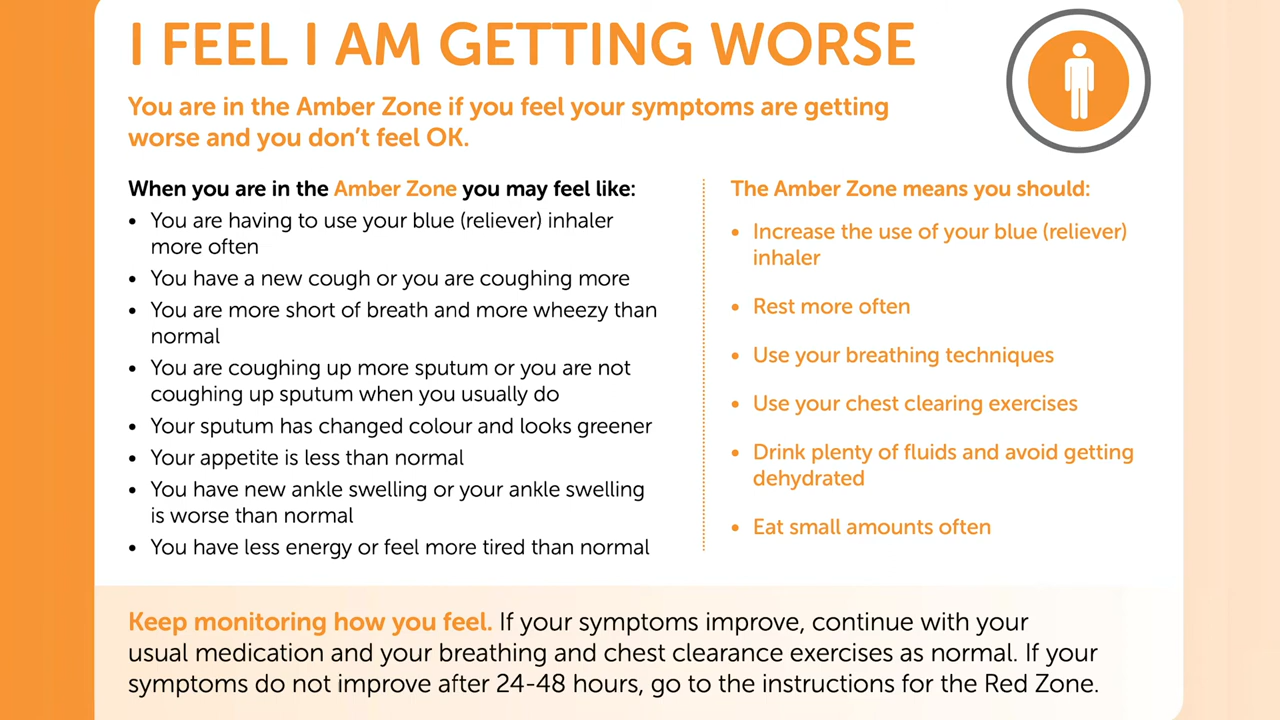 I FEEL I AM GETTING WORSE
You are in the Amber Zone if you feel your symptoms are getting
worse and you don’t feel OK.
When you are in the Amber Zone you may feel like:
• You are having to use your blue (reliever) inhaler
more often
• You have a new cough or you are coughing more
• You are more short of breath and more wheezy than
normal
• You are coughing up more sputum or you are not
coughing up sputum when you usually do
• Your sputum has changed colour and looks greener
• Your appetite is less than normal
• You have new ankle swelling or your ankle swelling
is worse than normal
• You have less energy or feel more tired than normal
The Amber Zone means you should:
• Increase the use of your blue (reliever)
inhaler
• Rest more often
• Use your breathing techniques
• Use your chest clearing exercises
• Drink plenty of fluids and avoid getting
dehydrated
• Eat small amounts often
Keep monitoring how you feel. If your symptoms improve, continue with your
usual medication and your breathing and chest clearance exercises as normal. If your
symptoms do not improve after 24-48 hours, go to the instructions for the Red Zone.